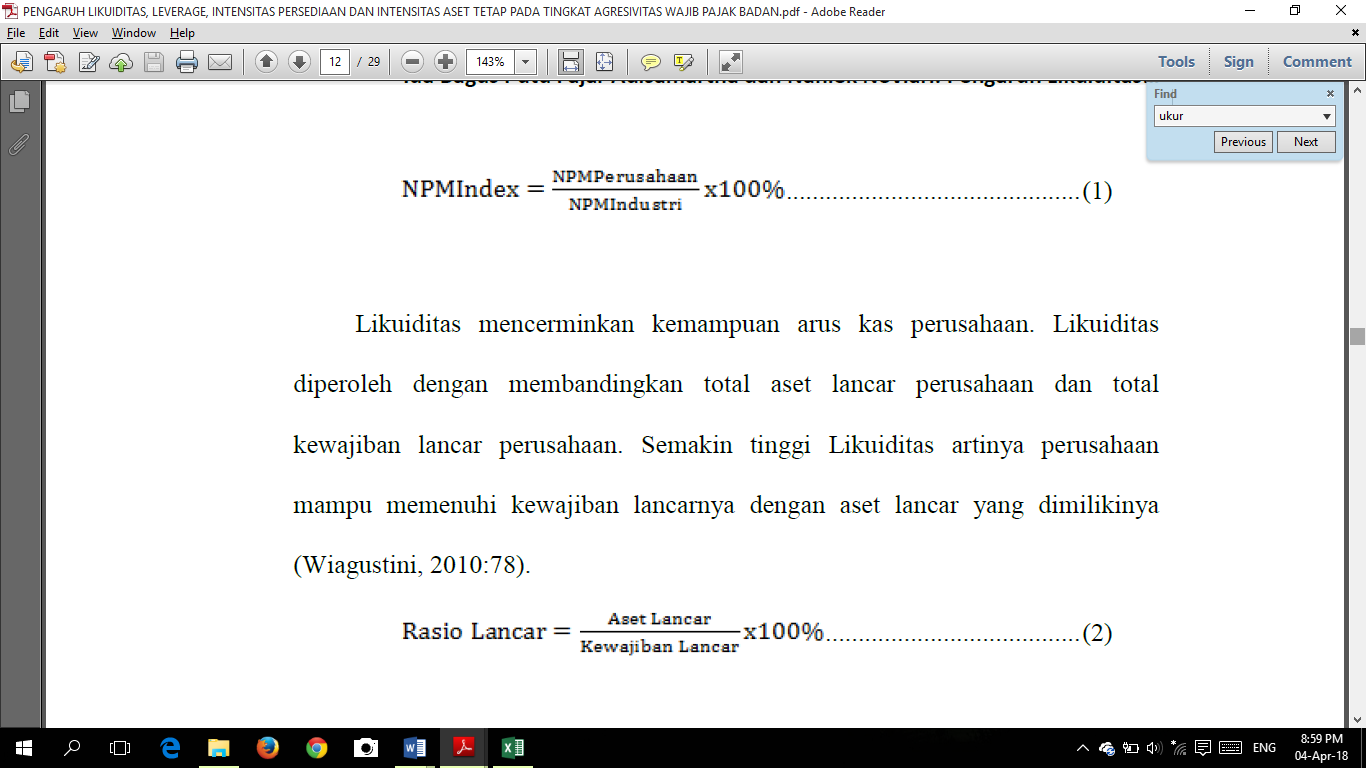 PENGARUH LIKUIDITAS, LEVERAGE, INTENSITAS PERSEDIAAN DAN INTENSITAS ASET TETAP PADA TINGKAT AGRESIVITAS WAJIB PAJAK BADAN.pdf - Adobe Reader
File Edit View Window Help
12 / 29 143% Tools Sign Comment
Find
ukur
Previous Next
NPMIndex = NPMPerusahaan
NPMIndustri x100%.............................................(1)
Likuiditas mencerminkan kemampuan arus kas perusahaan. Likuiditas
diperoleh dengan membandingkan total aset lancar perusahaan dan total
kewajiban lancar perusahaan. Semakin tinggi Likuiditas artinya perusahaan
mampu memenuhi kewajiban lancarnya dengan aset lancar yang dimilikinya
(Wiagustini, 2010:78).
Rasio Lancar = Aset Lancar
Kewajiban Lancar x100%.......................................(2)
ENG
8:59 PM
04-Apr-18